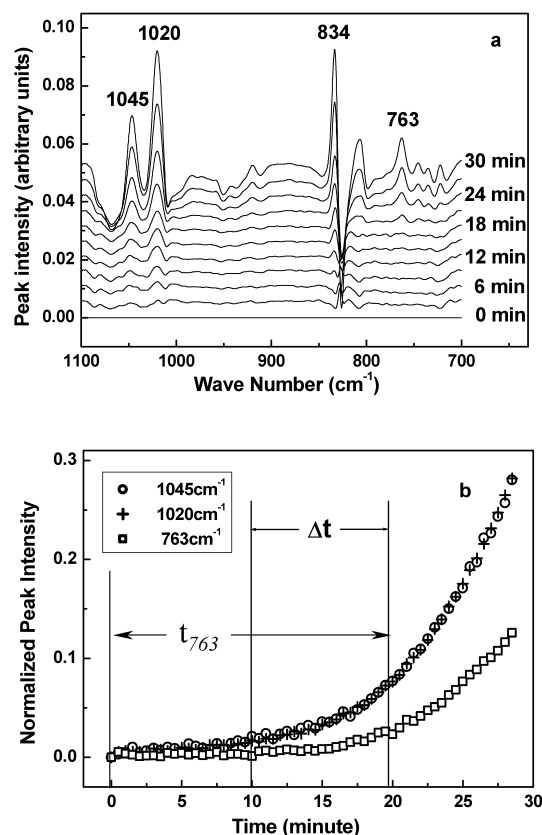 a
0.10
0.08
0.06
0.04
0.02
0.00
Peak intensity (arbitrary units)
1045
1020
834
763
30 min
24 min
18 min
12 min
6 min
0 min
1100 1000 900 800 700
Wave Number (cm⁻¹)
b
0.3
0.2
0.1
0.0
Normalized Peak Intensity
1045cm⁻¹
1020cm⁻¹
763cm⁻¹
Δt
t₇₆₃
0 5 10 15 20 25 30
Time (minute)